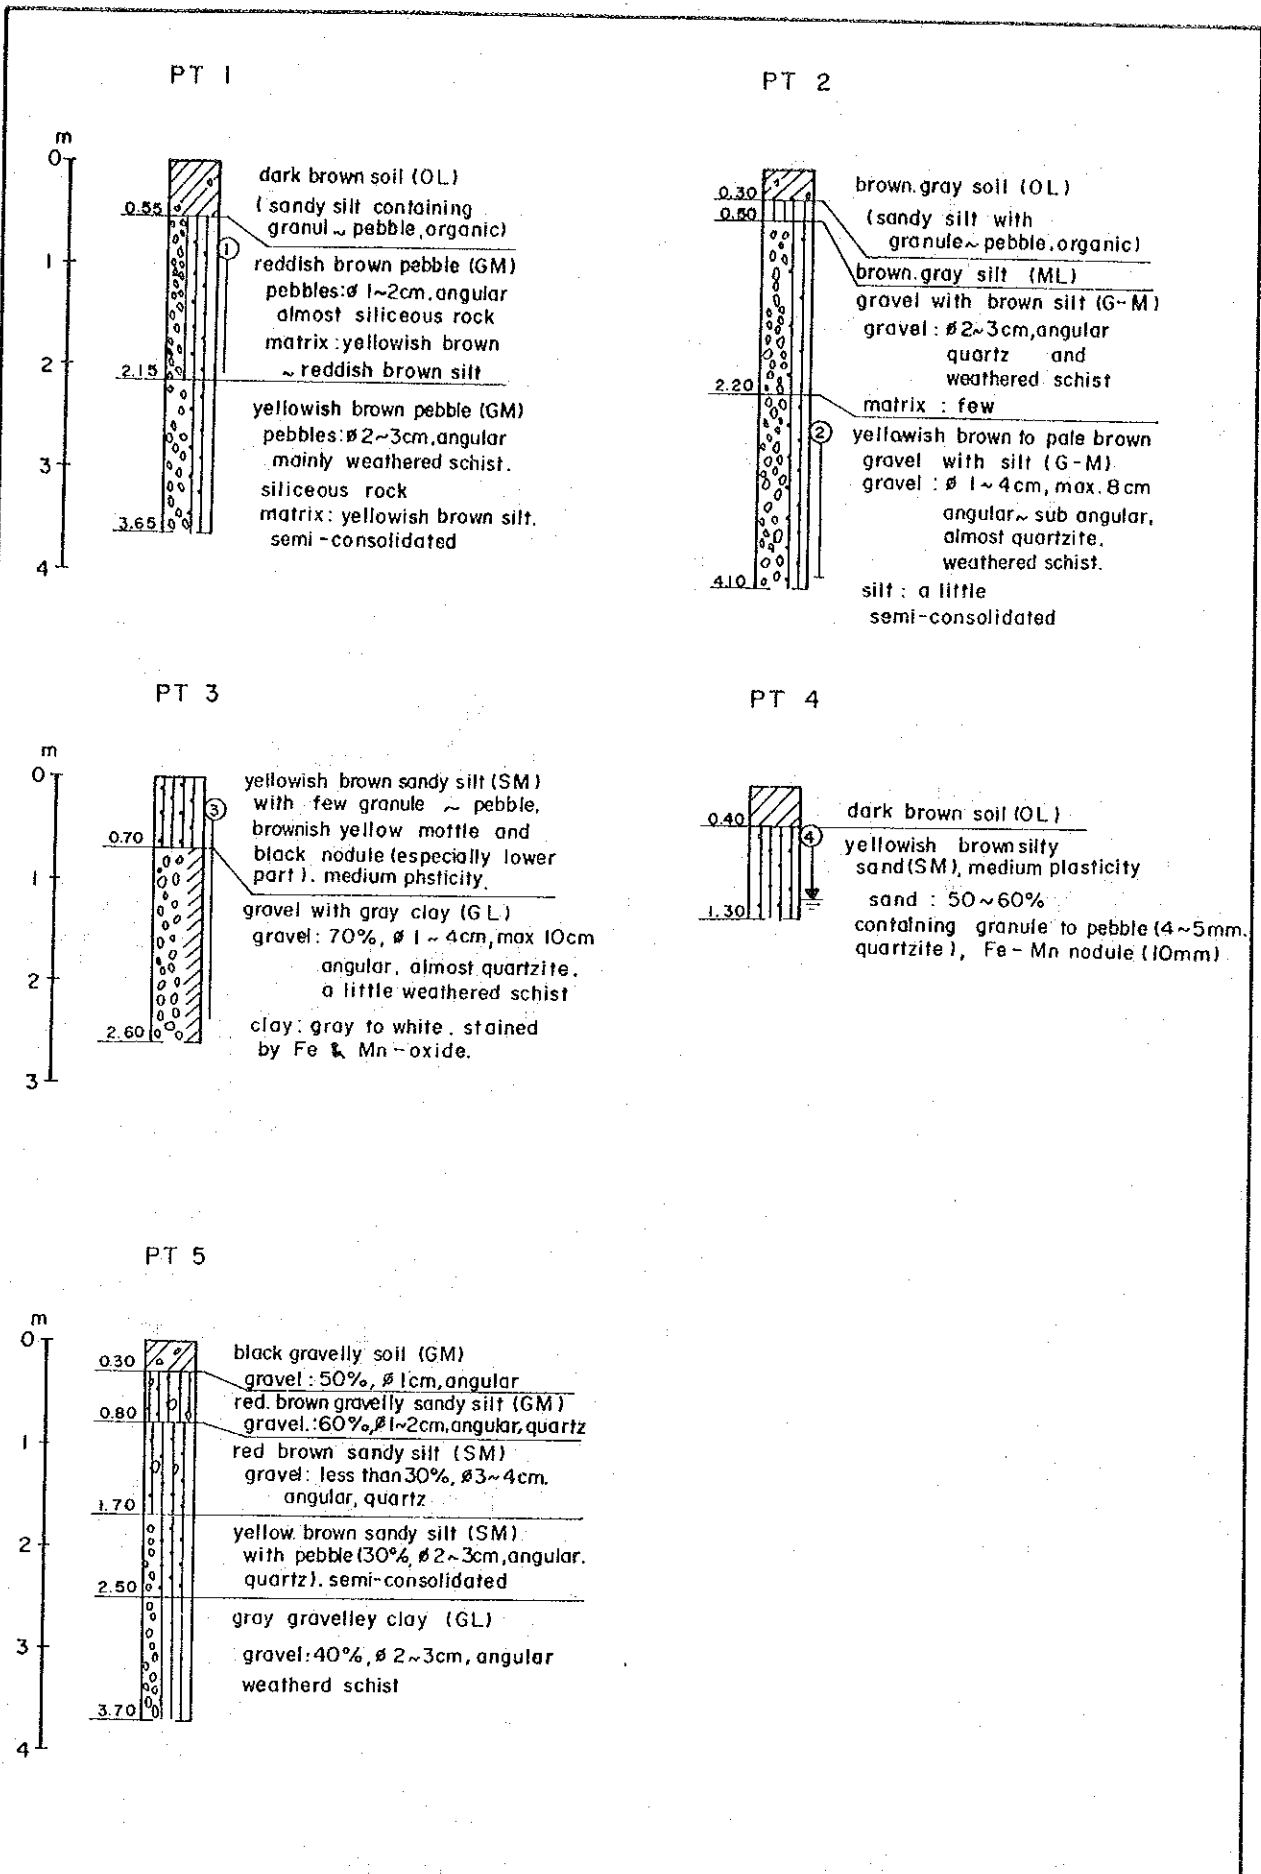 PT 1
m
0
1
2
3
4
0.55
2.15
3.65
dark brown soil (OL)
(sandy silt containing
granul ~ pebble, organic)
①
reddish brown pebble (GM)
pebbles: ø 1~2cm, angular
almost siliceous rock
matrix : yellowish brown
~ reddish brown silt
yellowish brown pebble (GM)
pebbles: ø 2~3cm, angular
mainly weathered schist.
siliceous rock
matrix: yellowish brown silt.
semi-consolidated
PT 2
0.30
0.50
2.20
4.10
brown.gray soil (OL)
(sandy silt with
granule ~ pebble, organic)
brown.gray silt (ML)
gravel with brown silt (G-M)
gravel : ø 2~3cm, angular
quartz and
weathered schist
matrix : few
②
yellowish brown to pale brown
gravel with silt (G-M)
gravel : ø 1~4cm, max. 8cm
angular ~ sub angular,
almost quartzite.
weathered schist.
silt : a little
semi-consolidated
PT 3
m
0
1
2
3
0.70
2.60
③
yellowish brown sandy silt (SM)
with few granule ~ pebble,
brownish yellow mottle and
black nodule (especially lower
part). medium phsticity.
gravel with gray clay (GL)
gravel: 70%, ø 1~4cm, max 10cm
angular, almost quartzite.
a little weathered schist
clay: gray to white. stained
by Fe & Mn-oxide.
PT 4
0.40
1.30
dark brown soil (OL)
④
yellowish brown silty
sand (SM), medium plasticity
sand : 50~60%
containing granule to pebble (4~5mm.
quartzite), Fe-Mn nodule (10mm)
PT 5
m
0
1
2
3
4
0.30
0.80
1.70
2.50
3.70
black gravelly soil (GM)
gravel : 50%, ø 1cm, angular
red. brown gravelly sandy silt (GM)
gravel.: 60%, ø 1~2cm, angular, quartz
red brown sandy silt (SM)
gravel: less than 30%, ø 3~4cm.
angular, quartz
yellow. brown sandy silt (SM)
with pebble (30%, ø 2~3cm, angular.
quartz). semi-consolidated
gray gravelley clay (GL)
gravel: 40%, ø 2~3cm, angular
weatherd schist